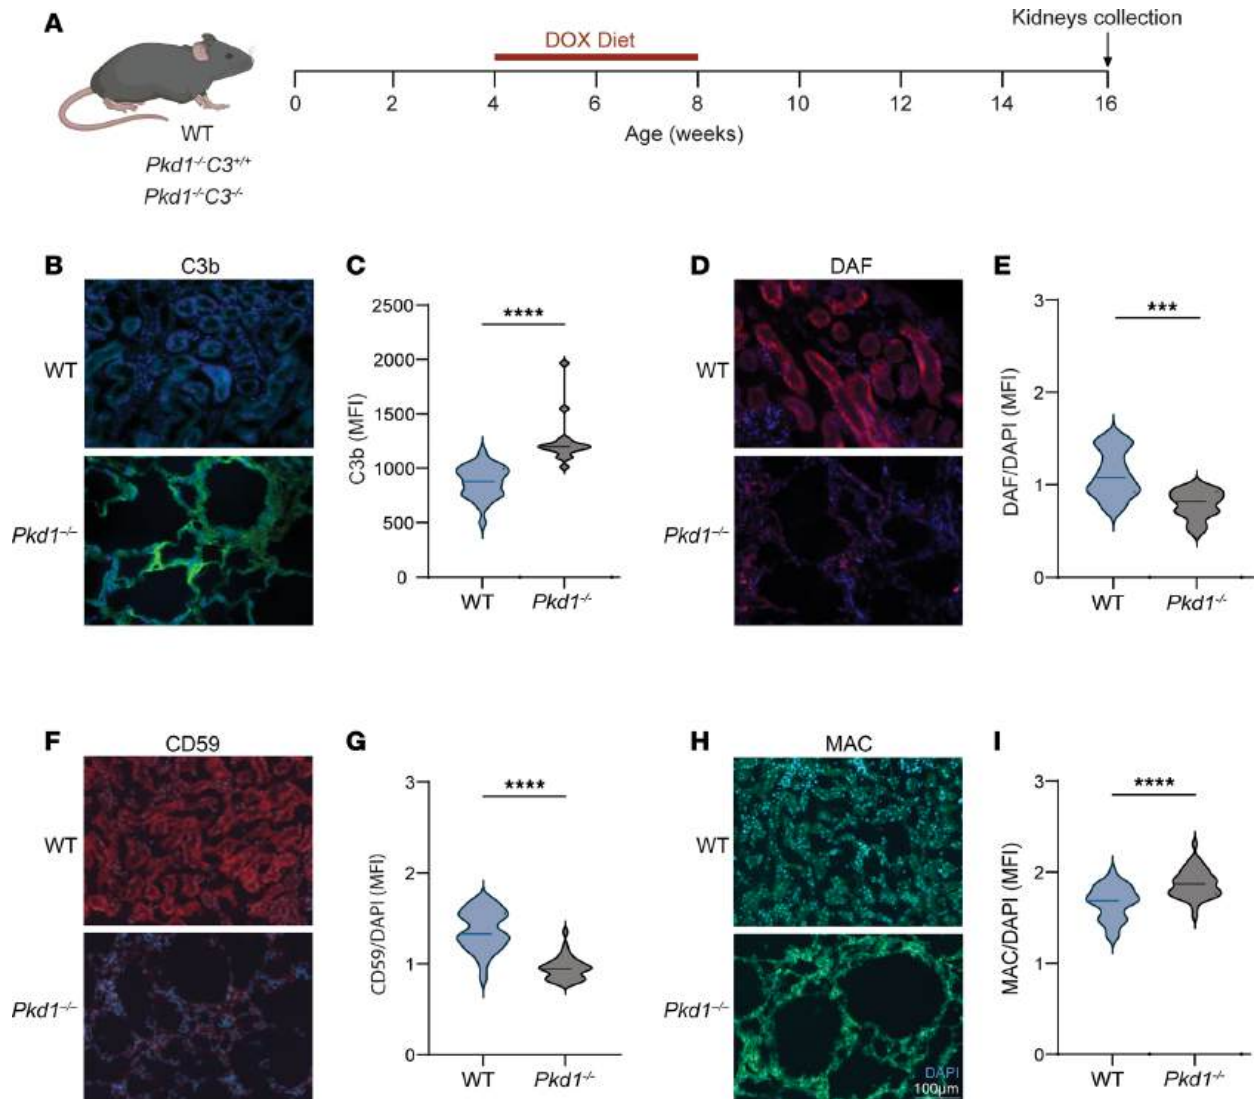 A
Kidneys collection
DOX Diet
0 2 4 6 8 10 12 14 16
Age (weeks)
WT
Pkd1⁻/⁻C3⁺/⁺
Pkd1⁻/⁻C3⁻/⁻
B C3b
WT
Pkd1⁻/⁻
C
C3b (MFI)
2500
2000
1500
1000
500
0
****
WT Pkd1⁻/⁻
D DAF
WT
Pkd1⁻/⁻
E
DAF/DAPI (MFI)
3
2
1
0
***
WT Pkd1⁻/⁻
F CD59
WT
Pkd1⁻/⁻
G
CD59/DAPI (MFI)
3
2
1
0
****
WT Pkd1⁻/⁻
H MAC
WT
Pkd1⁻/⁻
DAPI
100µm
I
MAC/DAPI (MFI)
3
2
1
0
****
WT Pkd1⁻/⁻